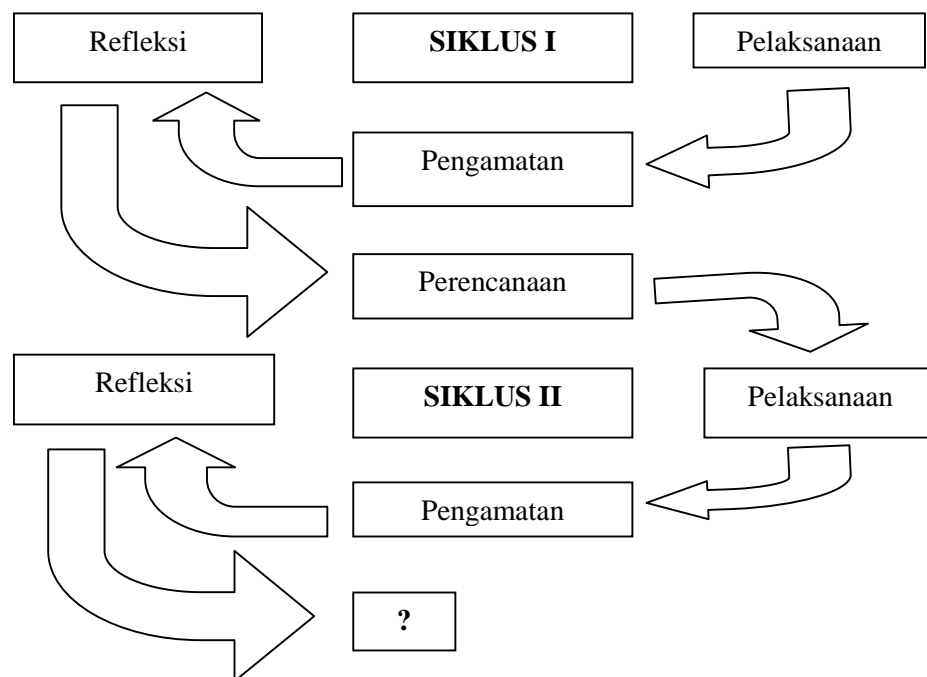 Refleksi
SIKLUS I
Pelaksanaan
Pengamatan
Perencanaan
Refleksi
SIKLUS II
Pelaksanaan
Pengamatan
?